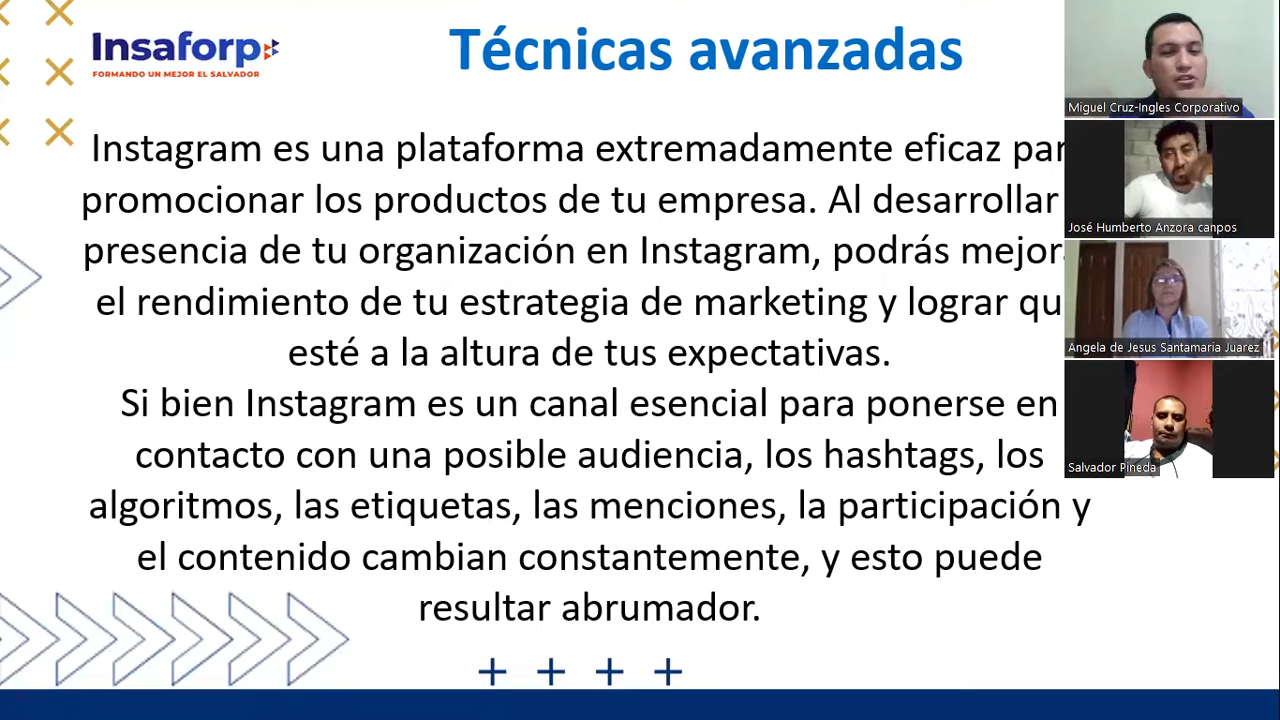 Insaforp
FORMANDO UN MEJOR EL SALVADOR
Técnicas avanzadas
Instagram es una plataforma extremadamente eficaz par
promocionar los productos de tu empresa. Al desarrollar
presencia de tu organización en Instagram, podrás mejor
el rendimiento de tu estrategia de marketing y lograr qu
esté a la altura de tus expectativas.
Si bien Instagram es un canal esencial para ponerse en
contacto con una posible audiencia, los hashtags, los
algoritmos, las etiquetas, las menciones, la participación y
el contenido cambian constantemente, y esto puede
resultar abrumador.
Miguel Cruz-Ingles Corporativo
José Humberto Anzora canpos
Angela de Jesus Santamaria Juarez
Salvador Pineda